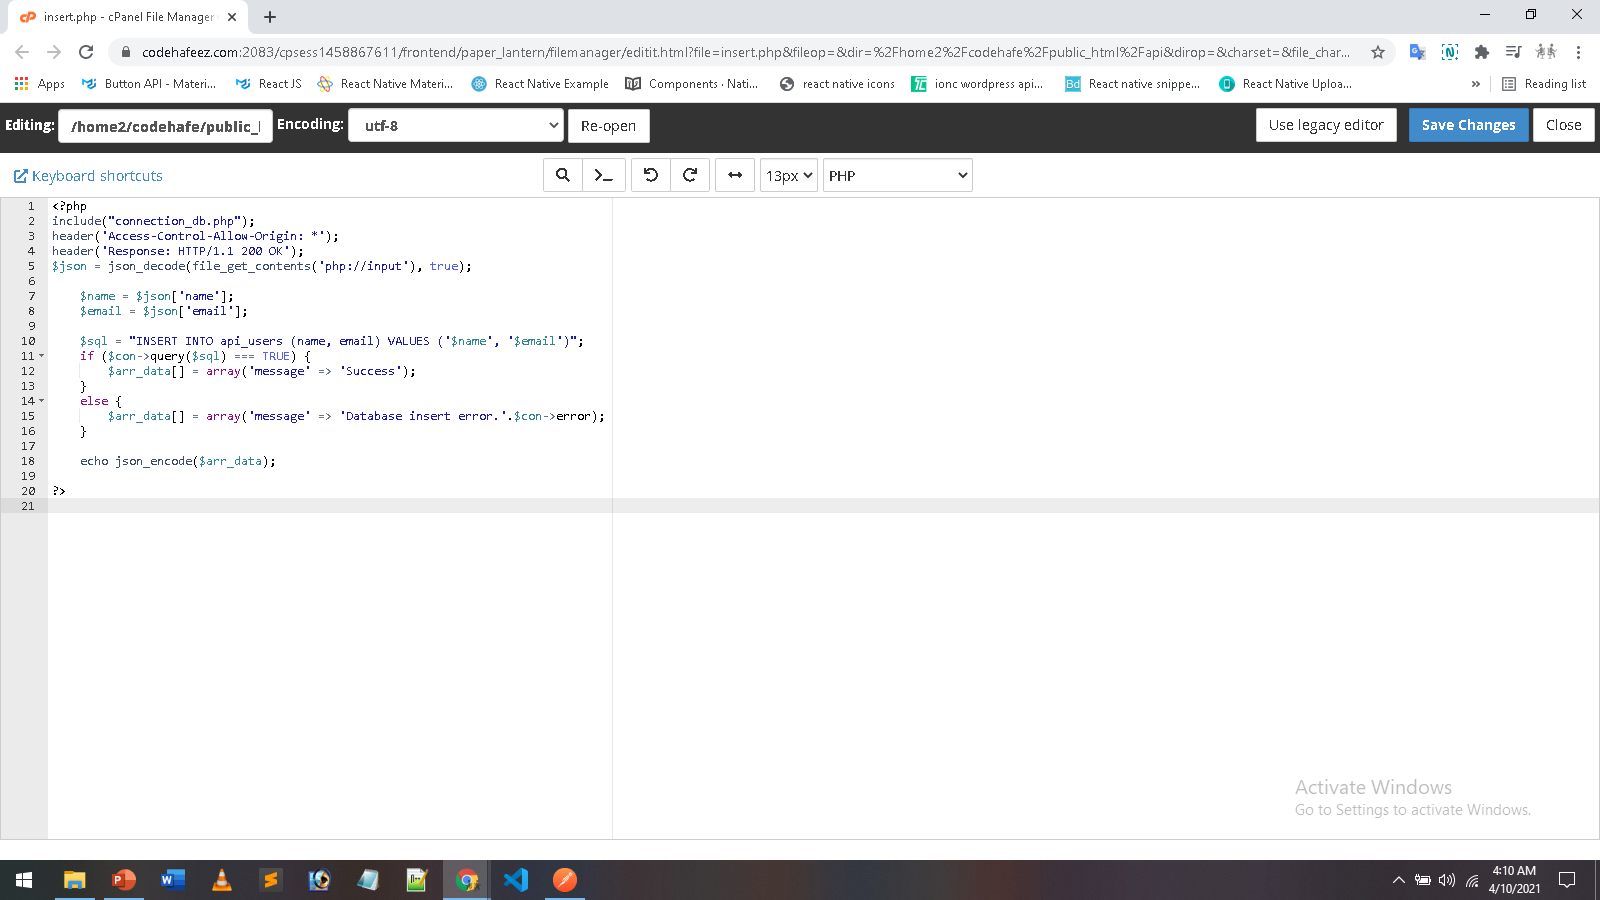 insert.php - cPanel File Manager
codehafeez.com:2083/cpsess1458867611/frontend/paper_lantern/filemanager/editit.html?file=insert.php&fileop=&dir=%2Fhome2%2Fcodehafe%2Fpublic_html%2Fapi&dirop=&charset=&file_char...
Apps
Button API - Materi...
React JS
React Native Materi...
React Native Example
Components · Nati...
react native icons
ionc wordpress api...
Bd
React native snippe...
React Native Uploa...
»
Reading list
Editing:
/home2/codehafe/public_
Encoding:
utf-8
Re-open
Use legacy editor
Save Changes
Close
Keyboard shortcuts
13px
PHP
1 <?php
2 include("connection_db.php");
3 header('Access-Control-Allow-Origin: *');
4 header('Response: HTTP/1.1 200 OK');
5 $json = json_decode(file_get_contents('php://input'), true);
6
7 $name = $json['name'];
8 $email = $json['email'];
9
10 $sql = "INSERT INTO api_users (name, email) VALUES ('$name', '$email')";
11 if ($con->query($sql) === TRUE) {
12 $arr_data[] = array('message' => 'Success');
13 }
14 else {
15 $arr_data[] = array('message' => 'Database insert error.'.$con->error);
16 }
17
18 echo json_encode($arr_data);
19
20 ?>
21
Activate Windows
Go to Settings to activate Windows.
4:10 AM
4/10/2021